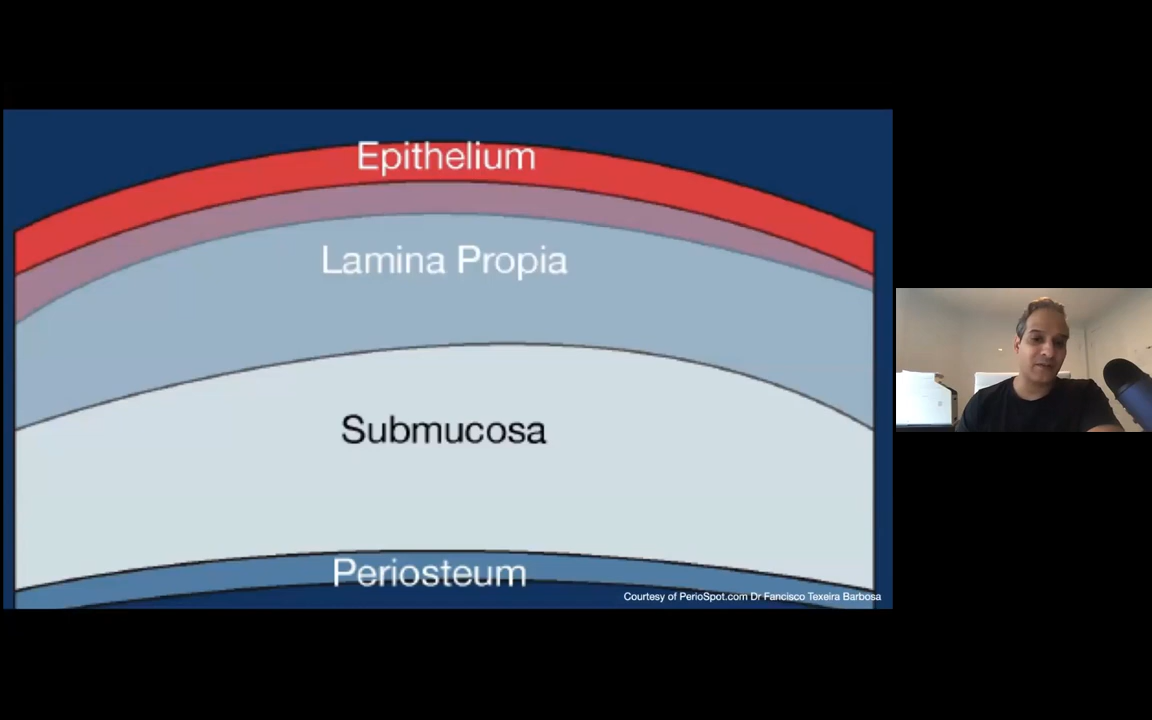 Epithelium
Lamina Propia
Submucosa
Periosteum
Courtesy of PerioSpot.com Dr Fancisco Texeira Barbosa